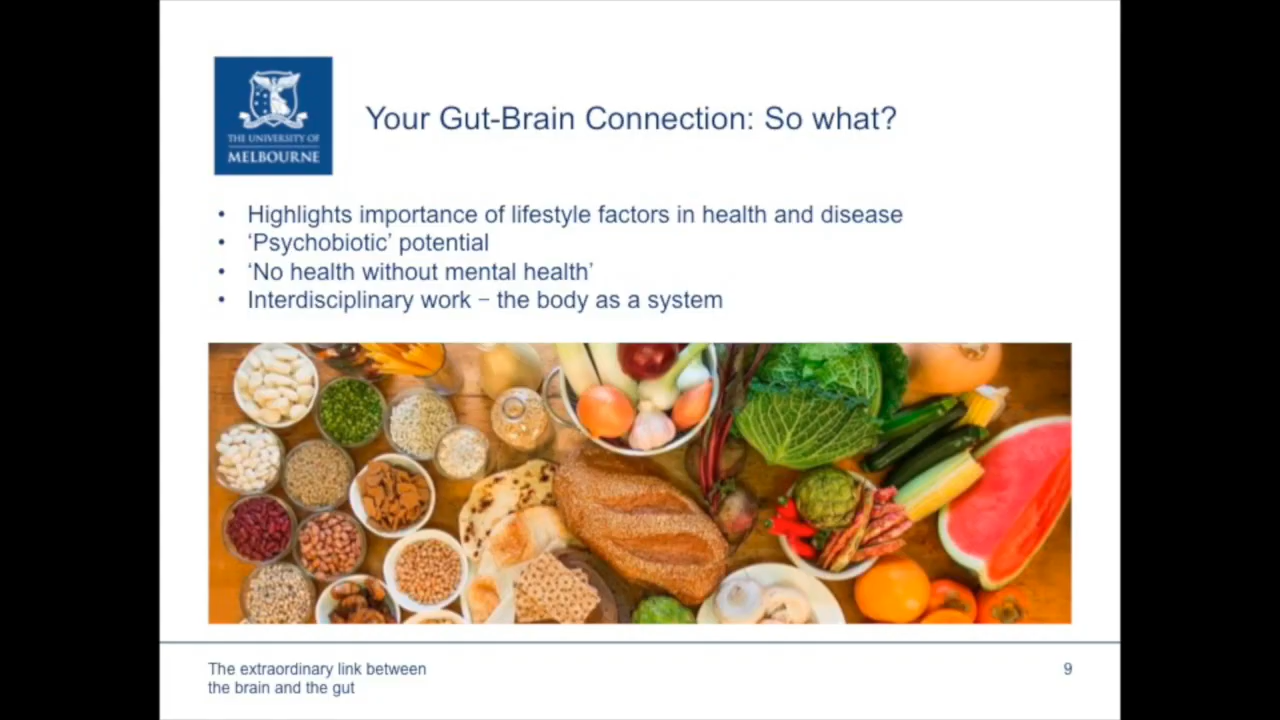 THE UNIVERSITY OF
MELBOURNE
Your Gut-Brain Connection: So what?
• Highlights importance of lifestyle factors in health and disease
• ‘Psychobiotic’ potential
• ‘No health without mental health’
• Interdisciplinary work – the body as a system
The extraordinary link between
the brain and the gut
9